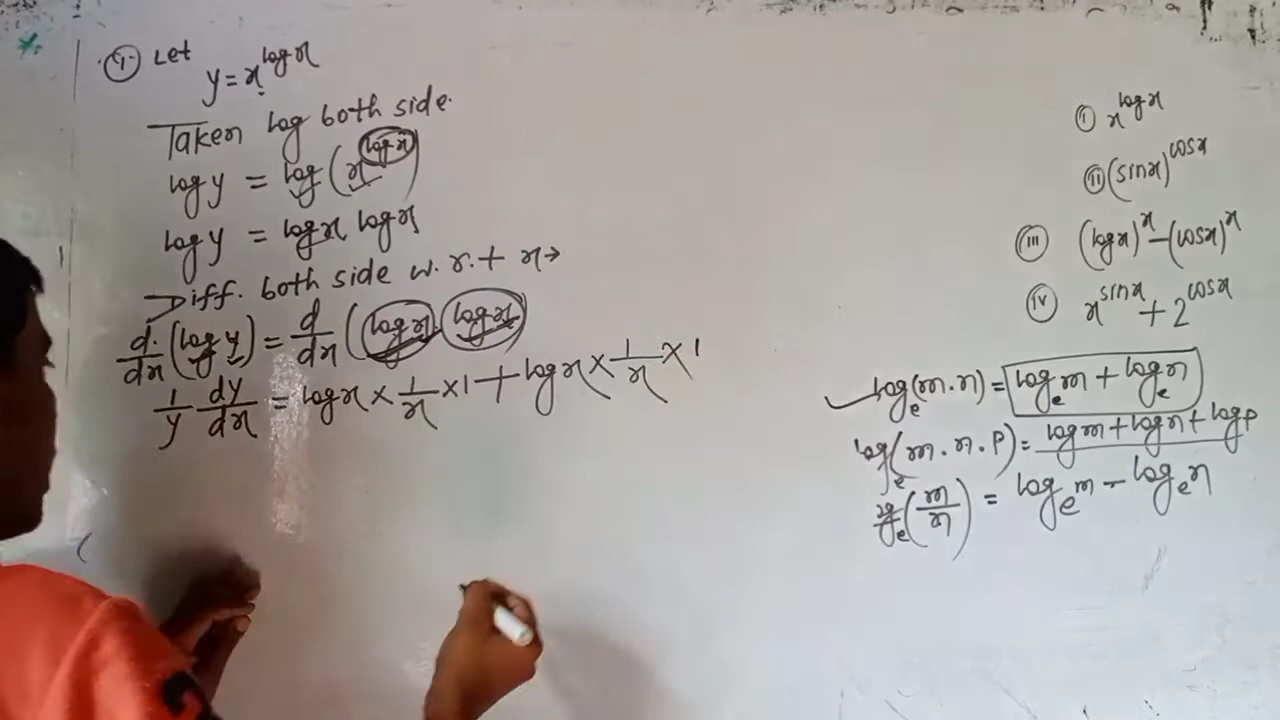 (i) Let
y = x^log x
Taken log both side.
log y = log (x^log x)
log y = log x log x
Diff. both side w.r.t x→
d/dx (log y) = d/dx (log x log x)
1/y dy/dx = log x × 1/x × 1 + log x × 1/x × 1
(i) x^log x
(ii) (sin x)^cos x
(iii) (log x)^x - (cos x)^x
(iv) x^sin x + 2^cos x
log_e (m.n) = log_e m + log_e n
log_e (m.n.p) = log m + log n + log p
log_e (m/n) = log_e m - log_e n